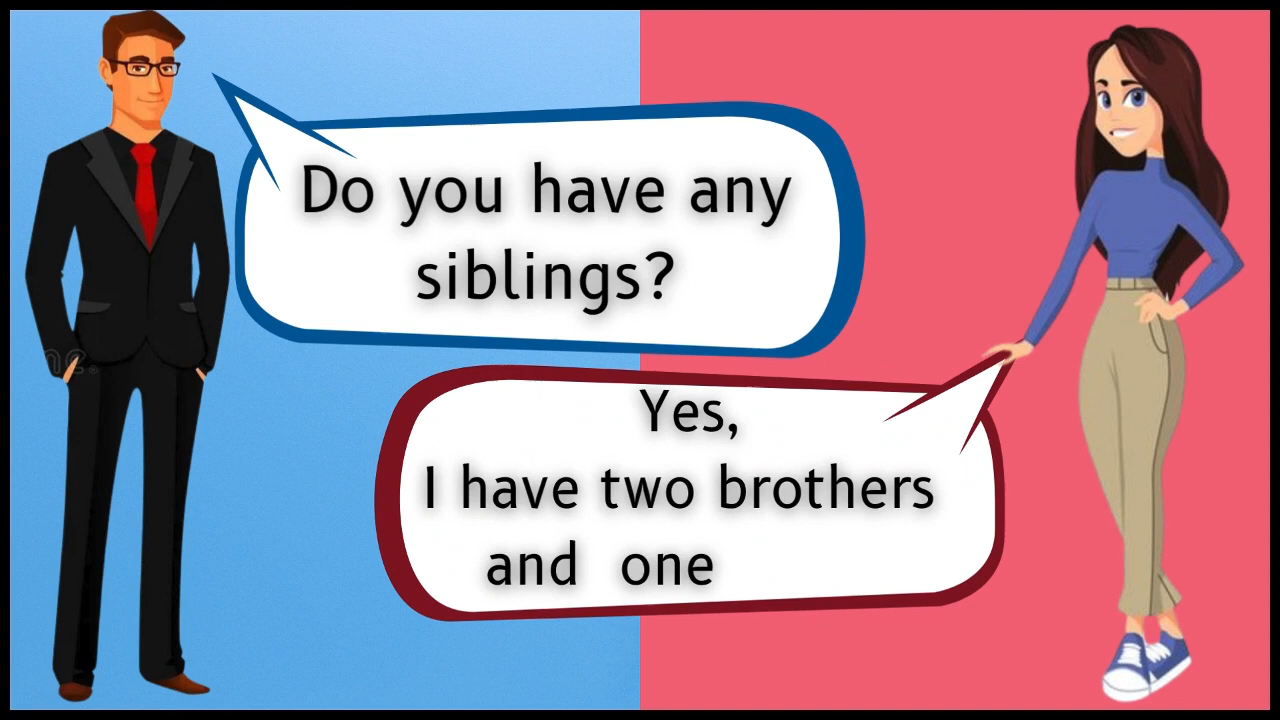 Do you have any
siblings?
Yes,
I have two brothers
and one